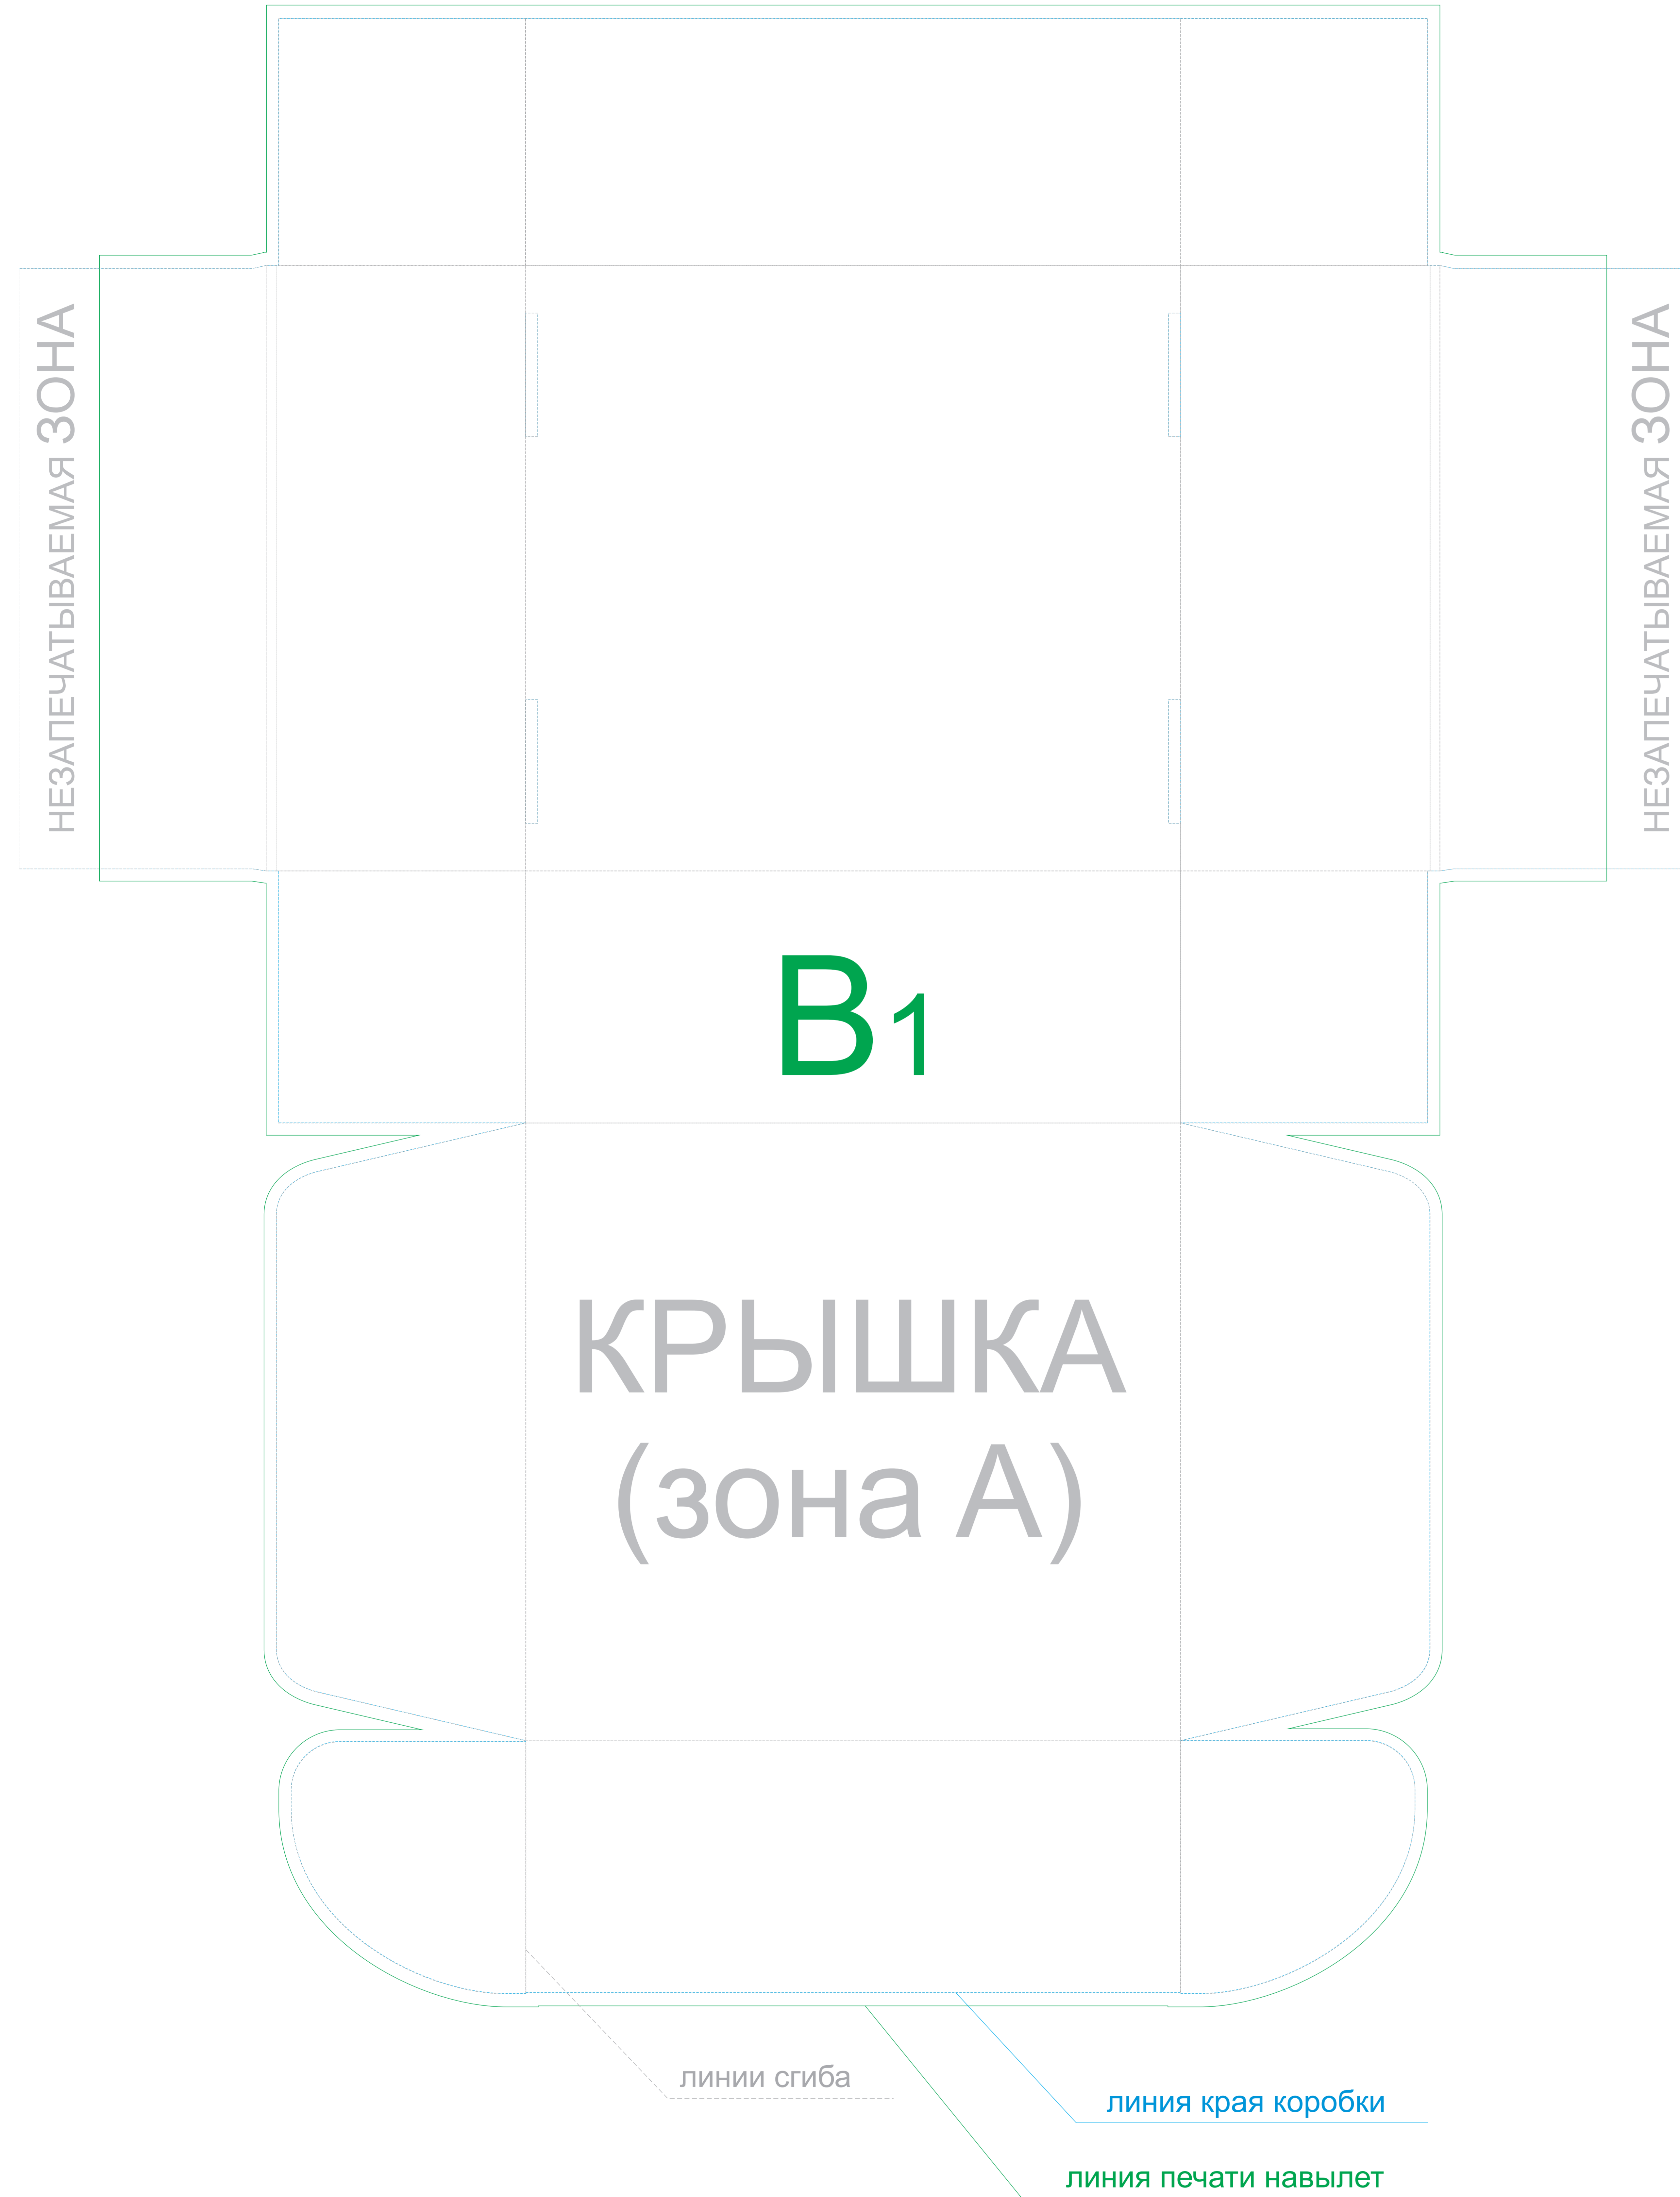 НЕЗАПЕЧАТЫВАЕМАЯ ЗОНА
НЕЗАПЕЧАТЫВАЕМАЯ ЗОНА
B1
КРЫШКА
(зона А)
линии сгиба
линия края коробки
линия печати навылет